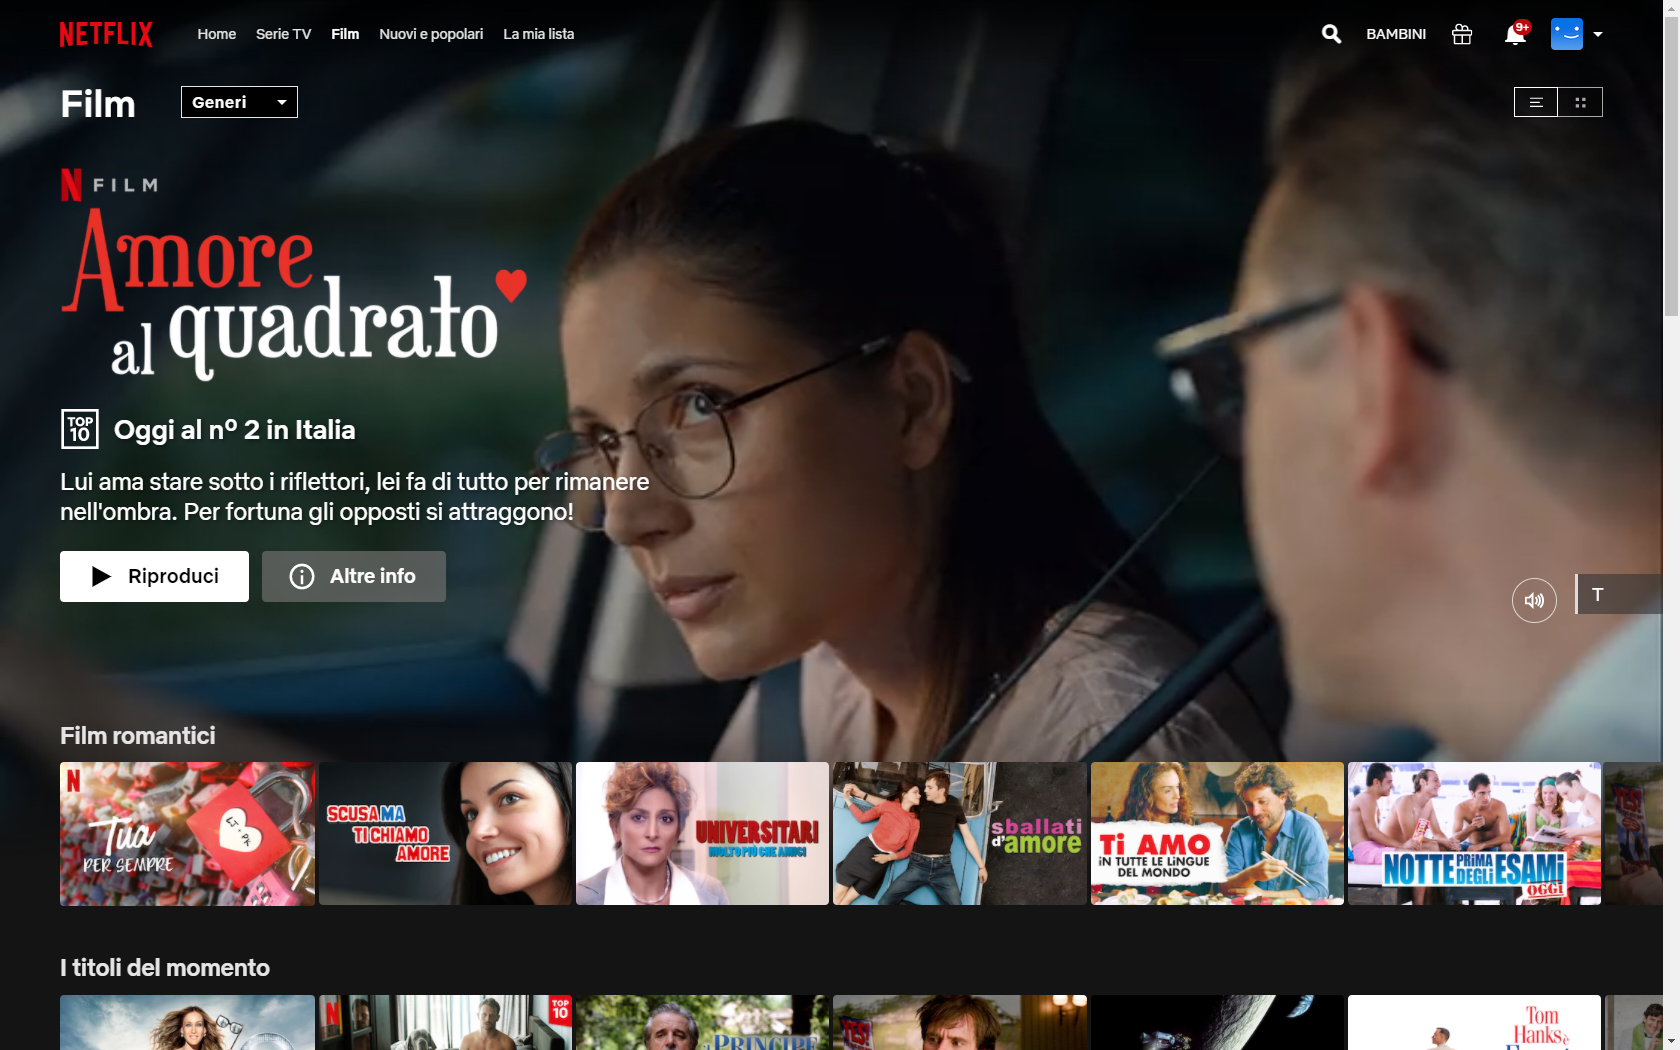 NETFLIX
Home
Serie TV
Film
Nuovi e popolari
La mia lista
BAMBINI
9+
Film
Generi
N FILM
Amore
al quadrato
TOP
10
Oggi al nº 2 in Italia
Lui ama stare sotto i riflettori, lei fa di tutto per rimanere
nell'ombra. Per fortuna gli opposti si attraggono!
Riproduci
Altre info
T
Film romantici
N
Tua
PER SEMPRE
SCUSA MA
TI CHIAMO
AMORE
UNIVERSITARI
MOLTO PIÙ CHE AMICI
sballati
d'amore
Ti AMO
iN TUTTE LE LiNGUE
DEL MONDO
NOTTE PRIMA
DEGLI ESAMI
OGGI
YES!
I titoli del momento
N
TOP
10
PRINCIPE
YES!
Tom
Hanks è